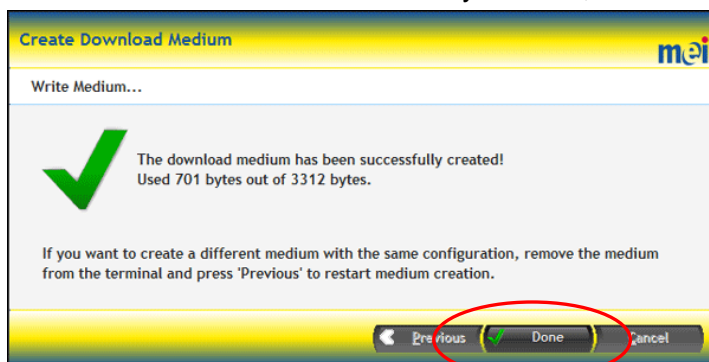 Create Download Medium
mei
Write Medium...
The download medium has been successfully created!
Used 701 bytes out of 3312 bytes.
If you want to create a different medium with the same configuration, remove the medium
from the terminal and press 'Previous' to restart medium creation.
Previous Done Cancel